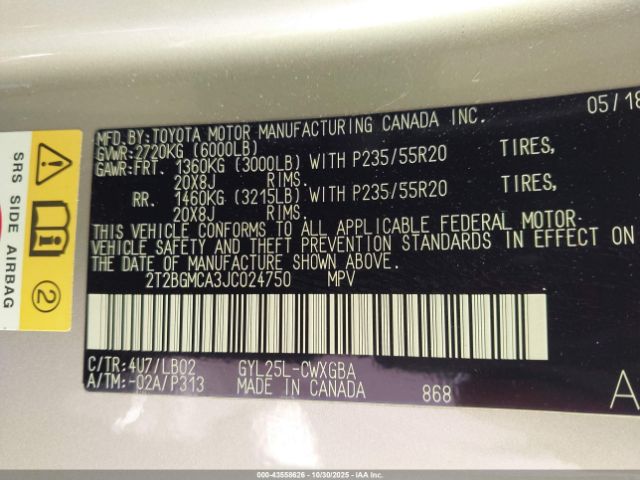 MFD.BY:TOYOTA MOTOR MANUFACTURING CANADA INC. 05/18
GVWR:2720KG (6000LB)
GAWR:FRT. 1360KG (3000LB) WITH P235/55R20 TIRES,
20X8J RIMS.
RR. 1460KG (3215LB) WITH P235/55R20 TIRES,
20X8J RIMS.
THIS VEHICLE CONFORMS TO ALL APPLICABLE FEDERAL MOTOR
VEHICLE SAFETY AND THEFT PREVENTION STANDARDS IN EFFECT ON
THE DATE OF MANUFACTURE SHOWN ABOVE.
2T2BGMCA3JC024750 MPV
C/TR: 4U7/LB02 GYL25L-CWXGBA
A/TM:-02A/P313 MADE IN CANADA 868 A
SRS SIDE AIRBAG
2
000-43558626 - 10/30/2025 - IAA Inc.